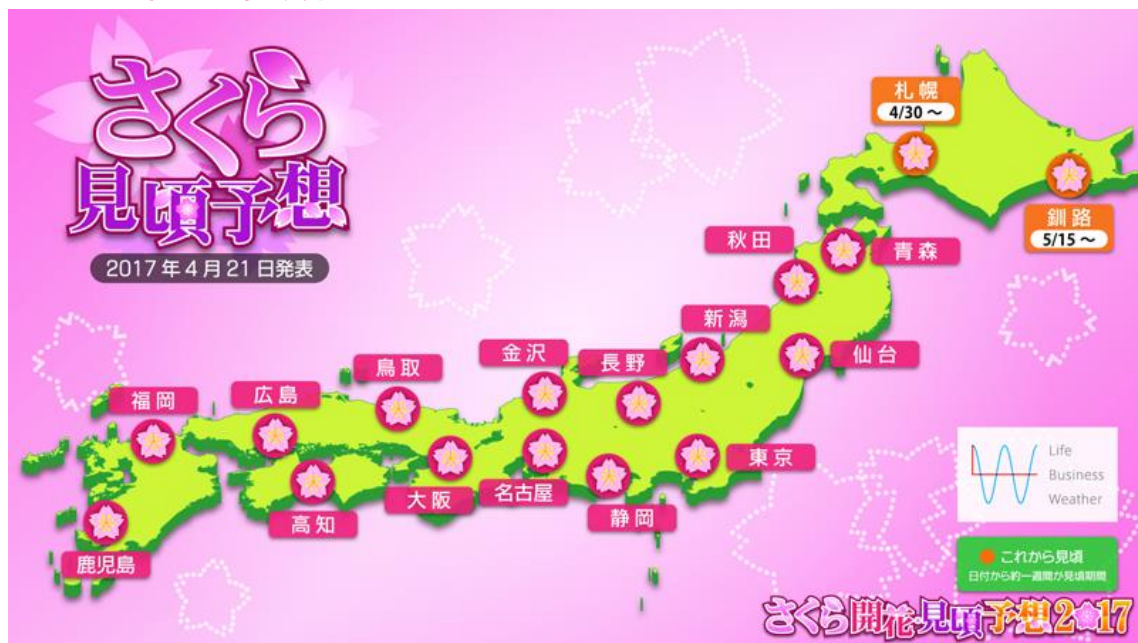 さくら
見頃予想
2017年4月21日発表
札幌
4/30～
釧路
5/15～
秋田
青森
新潟
仙台
金沢
長野
鳥取
広島
福岡
東京
名古屋
大阪
静岡
高知
鹿児島
Life
Business
Weather
これから見頃
日付から約一週間が見頃期間
さくら開花・見頃予想2017